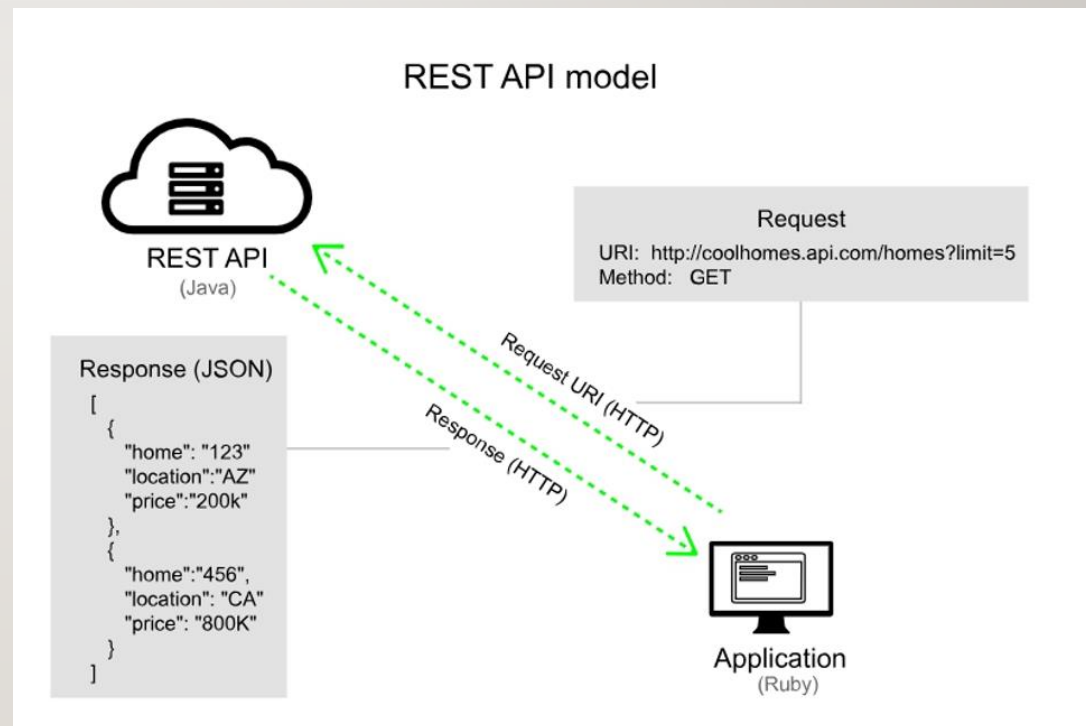 REST API model
REST API
(Java)
Request
URI:  http://coolhomes.api.com/homes?limit=5
Method:   GET
Request URI (HTTP)
Response (HTTP)
Response (JSON)
[
{
"home": "123"
"location":"AZ"
"price":"200k"
},
{
"home":"456",
"location": "CA"
"price": "800K"
}
]
Application
(Ruby)